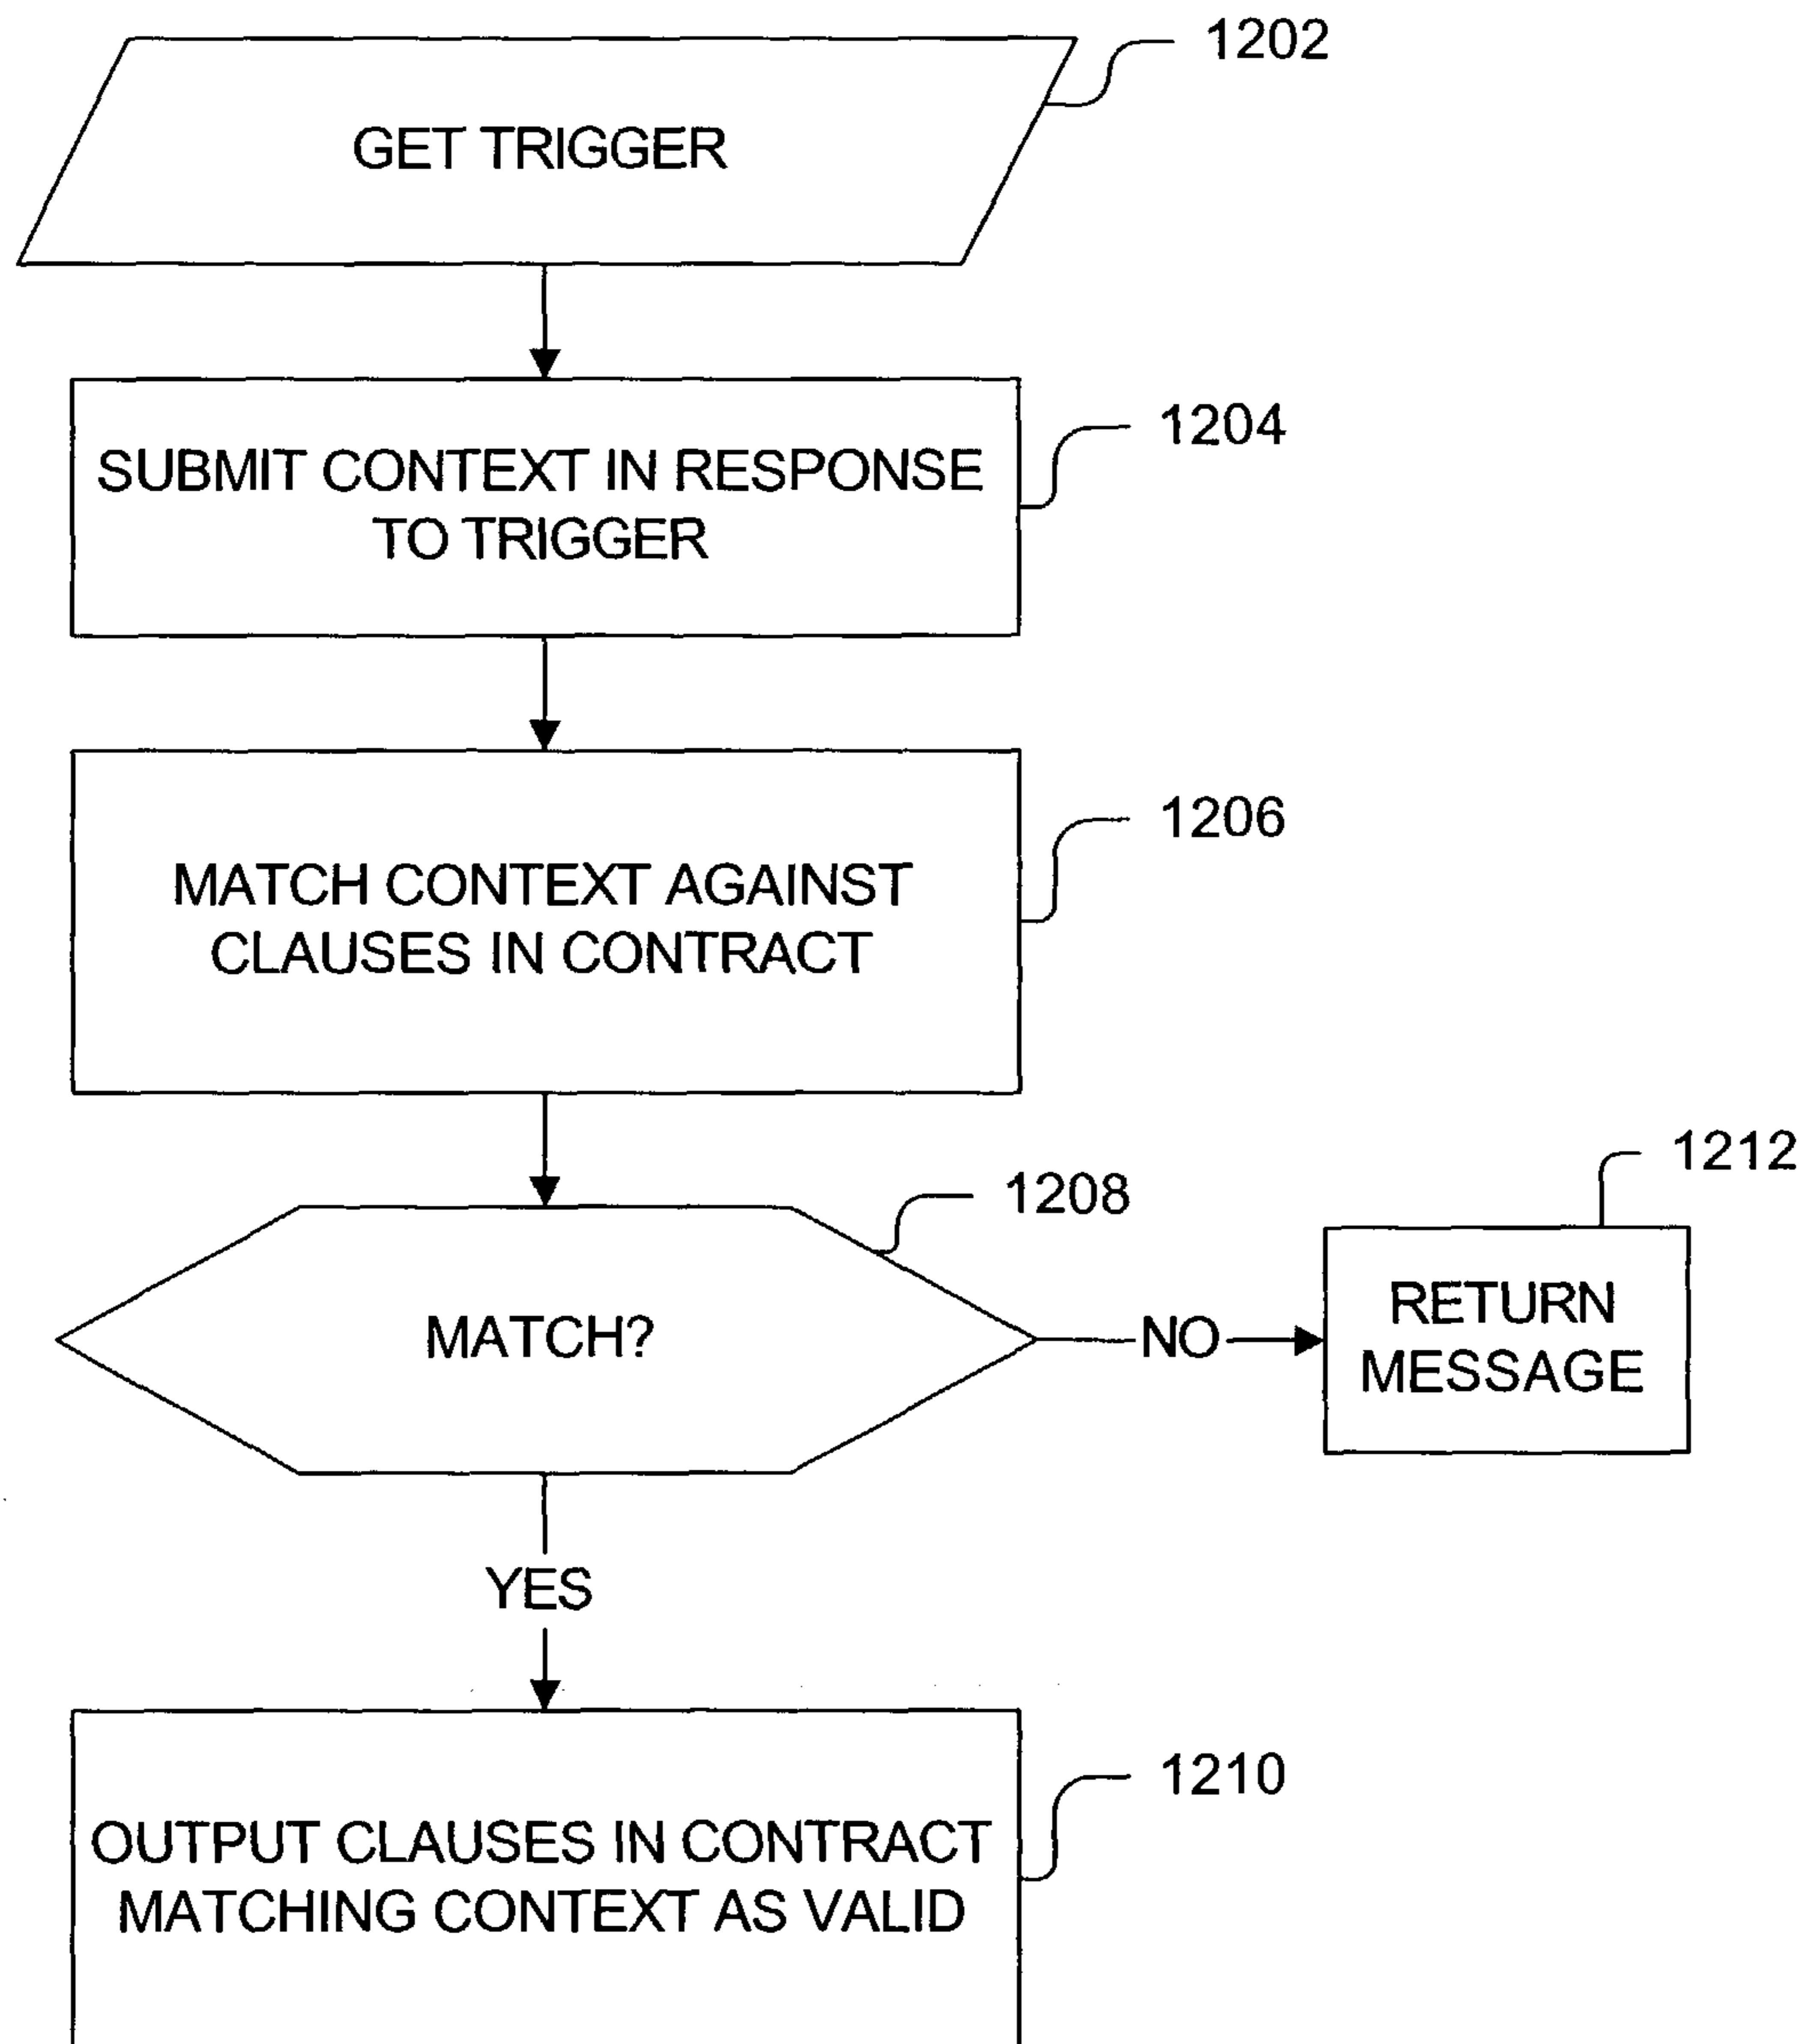 1202
GET TRIGGER
1204
SUBMIT CONTEXT IN RESPONSE
TO TRIGGER
1206
MATCH CONTEXT AGAINST
CLAUSES IN CONTRACT
1208
MATCH?
NO
1212
RETURN
MESSAGE
YES
1210
OUTPUT CLAUSES IN CONTRACT
MATCHING CONTEXT AS VALID